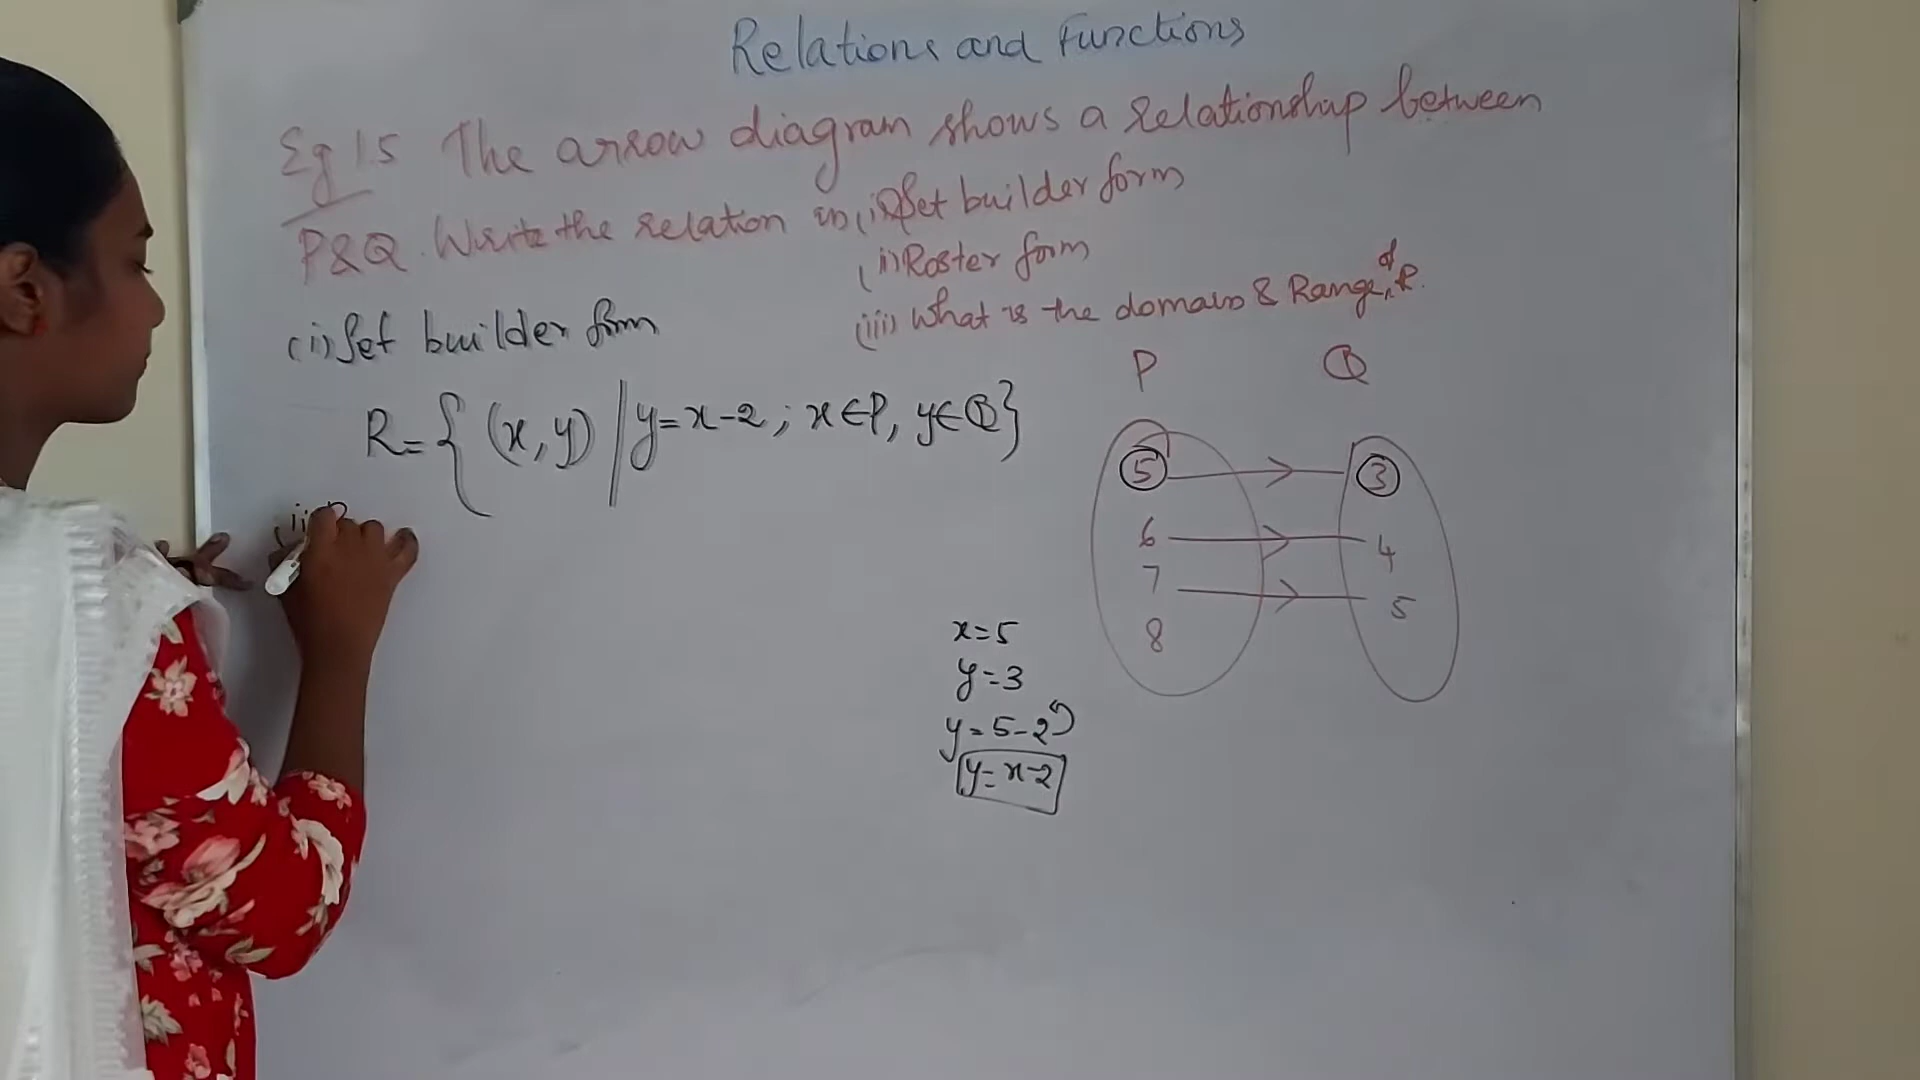 Relations and Functions
Eg 1.5 The arrow diagram shows a relationship between
P&Q. Write the relation in (i) Set builder form
(ii) Roster form
(iii) What is the domain & Range of R.
(i) Set builder form
R = { (x, y) / y = x - 2 ; x ∈ P, y ∈ Q }
(ii) R
P Q
5 3
6 4
7 5
8
x = 5
y = 3
y = 5 - 2
y = x - 2